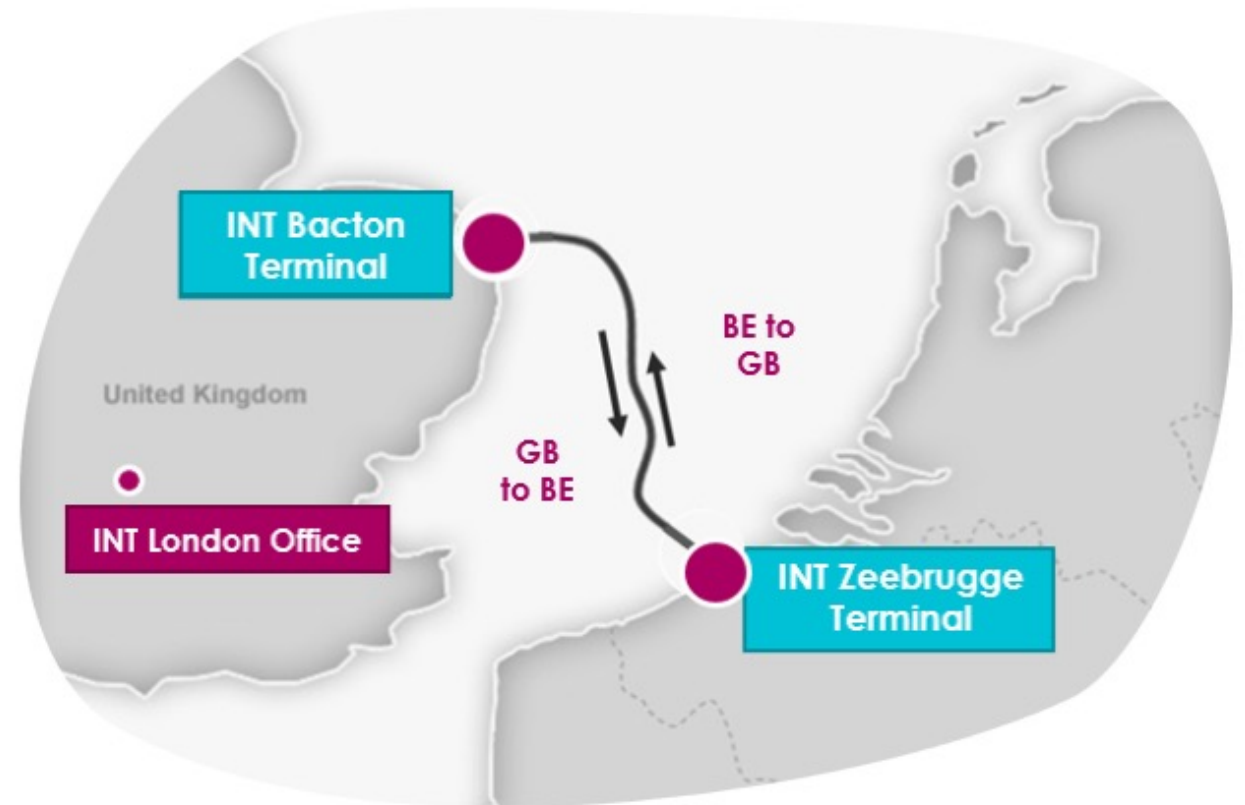 INT Bacton
Terminal
BE to
GB
United Kingdom
GB
to BE
INT London Office
INT Zeebrugge
Terminal